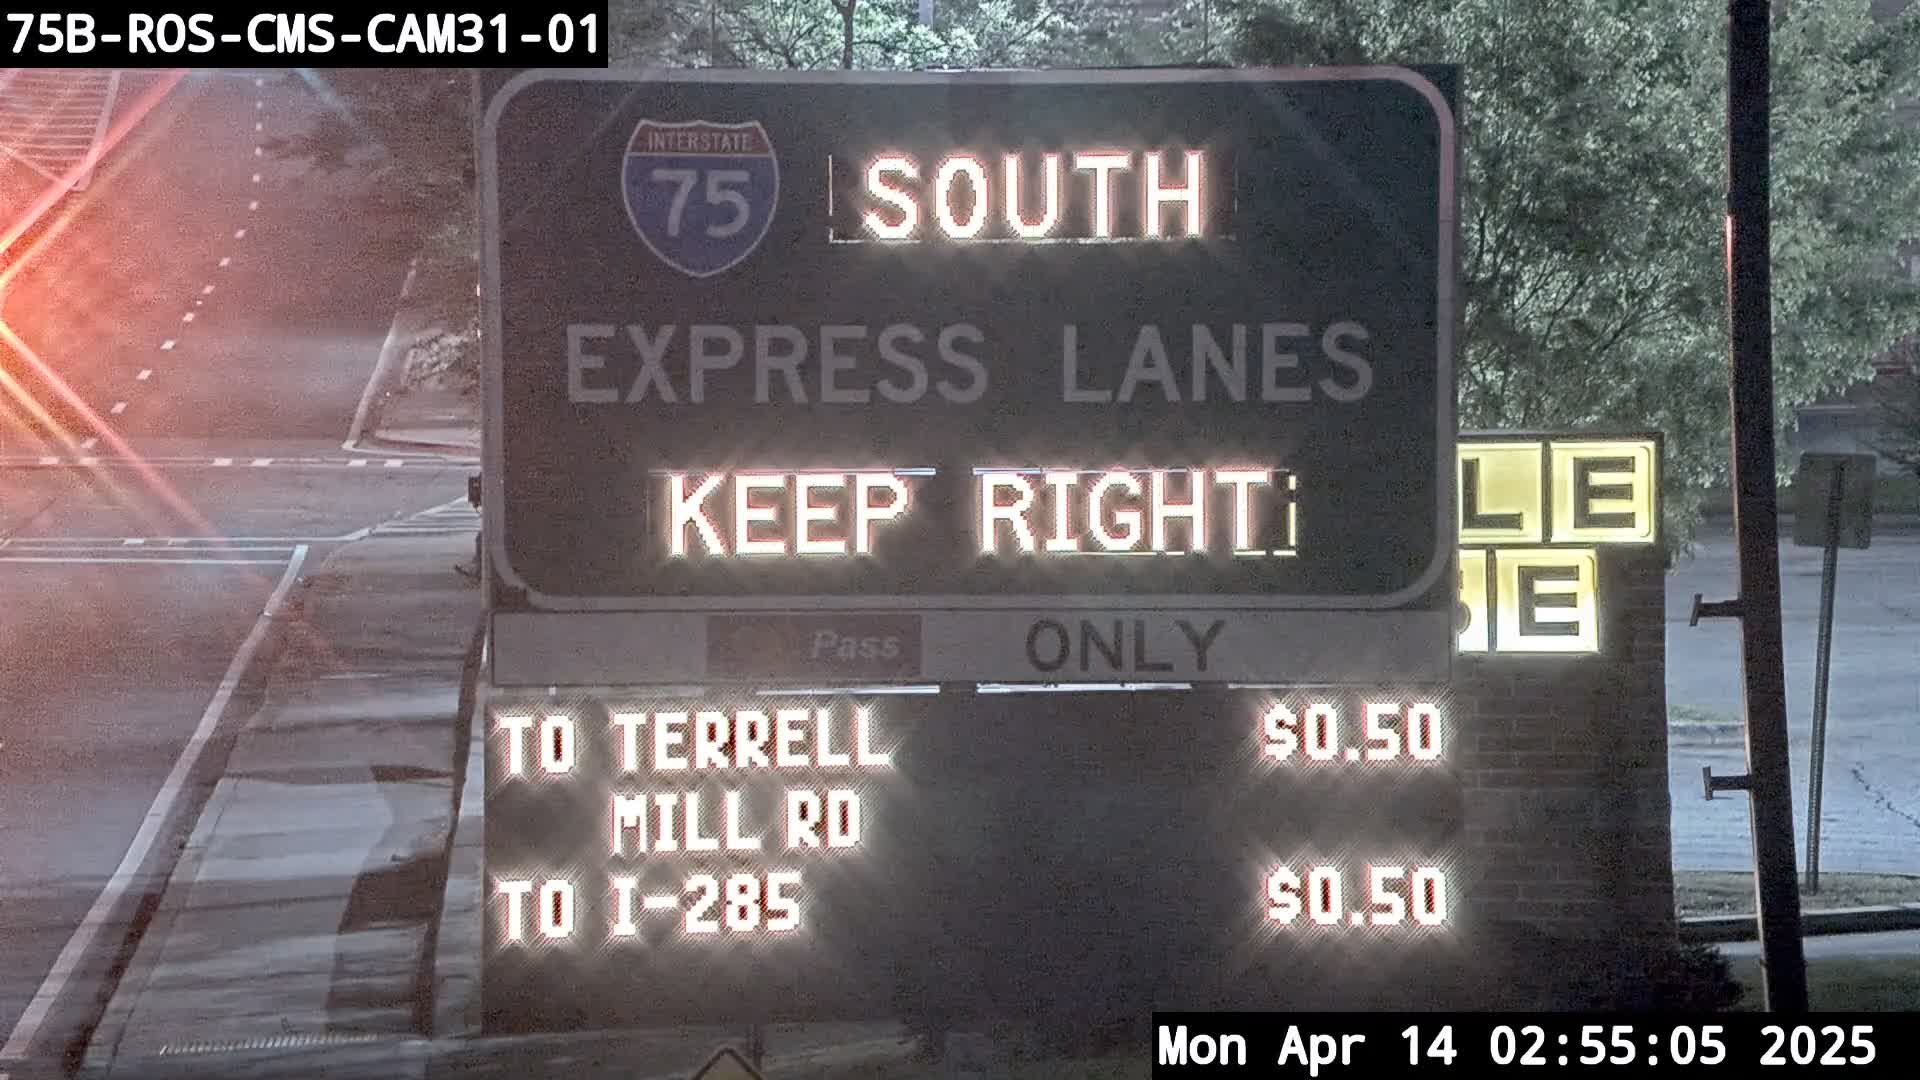 75B-ROS-CMS-CAM31-01
INTERSTATE
75
SOUTH
EXPRESS LANES
KEEP RIGHT
Pass ONLY
TO TERRELL $0.50
MILL RD
TO I-285 $0.50
LE
E
Mon Apr 14 02:55:05 2025